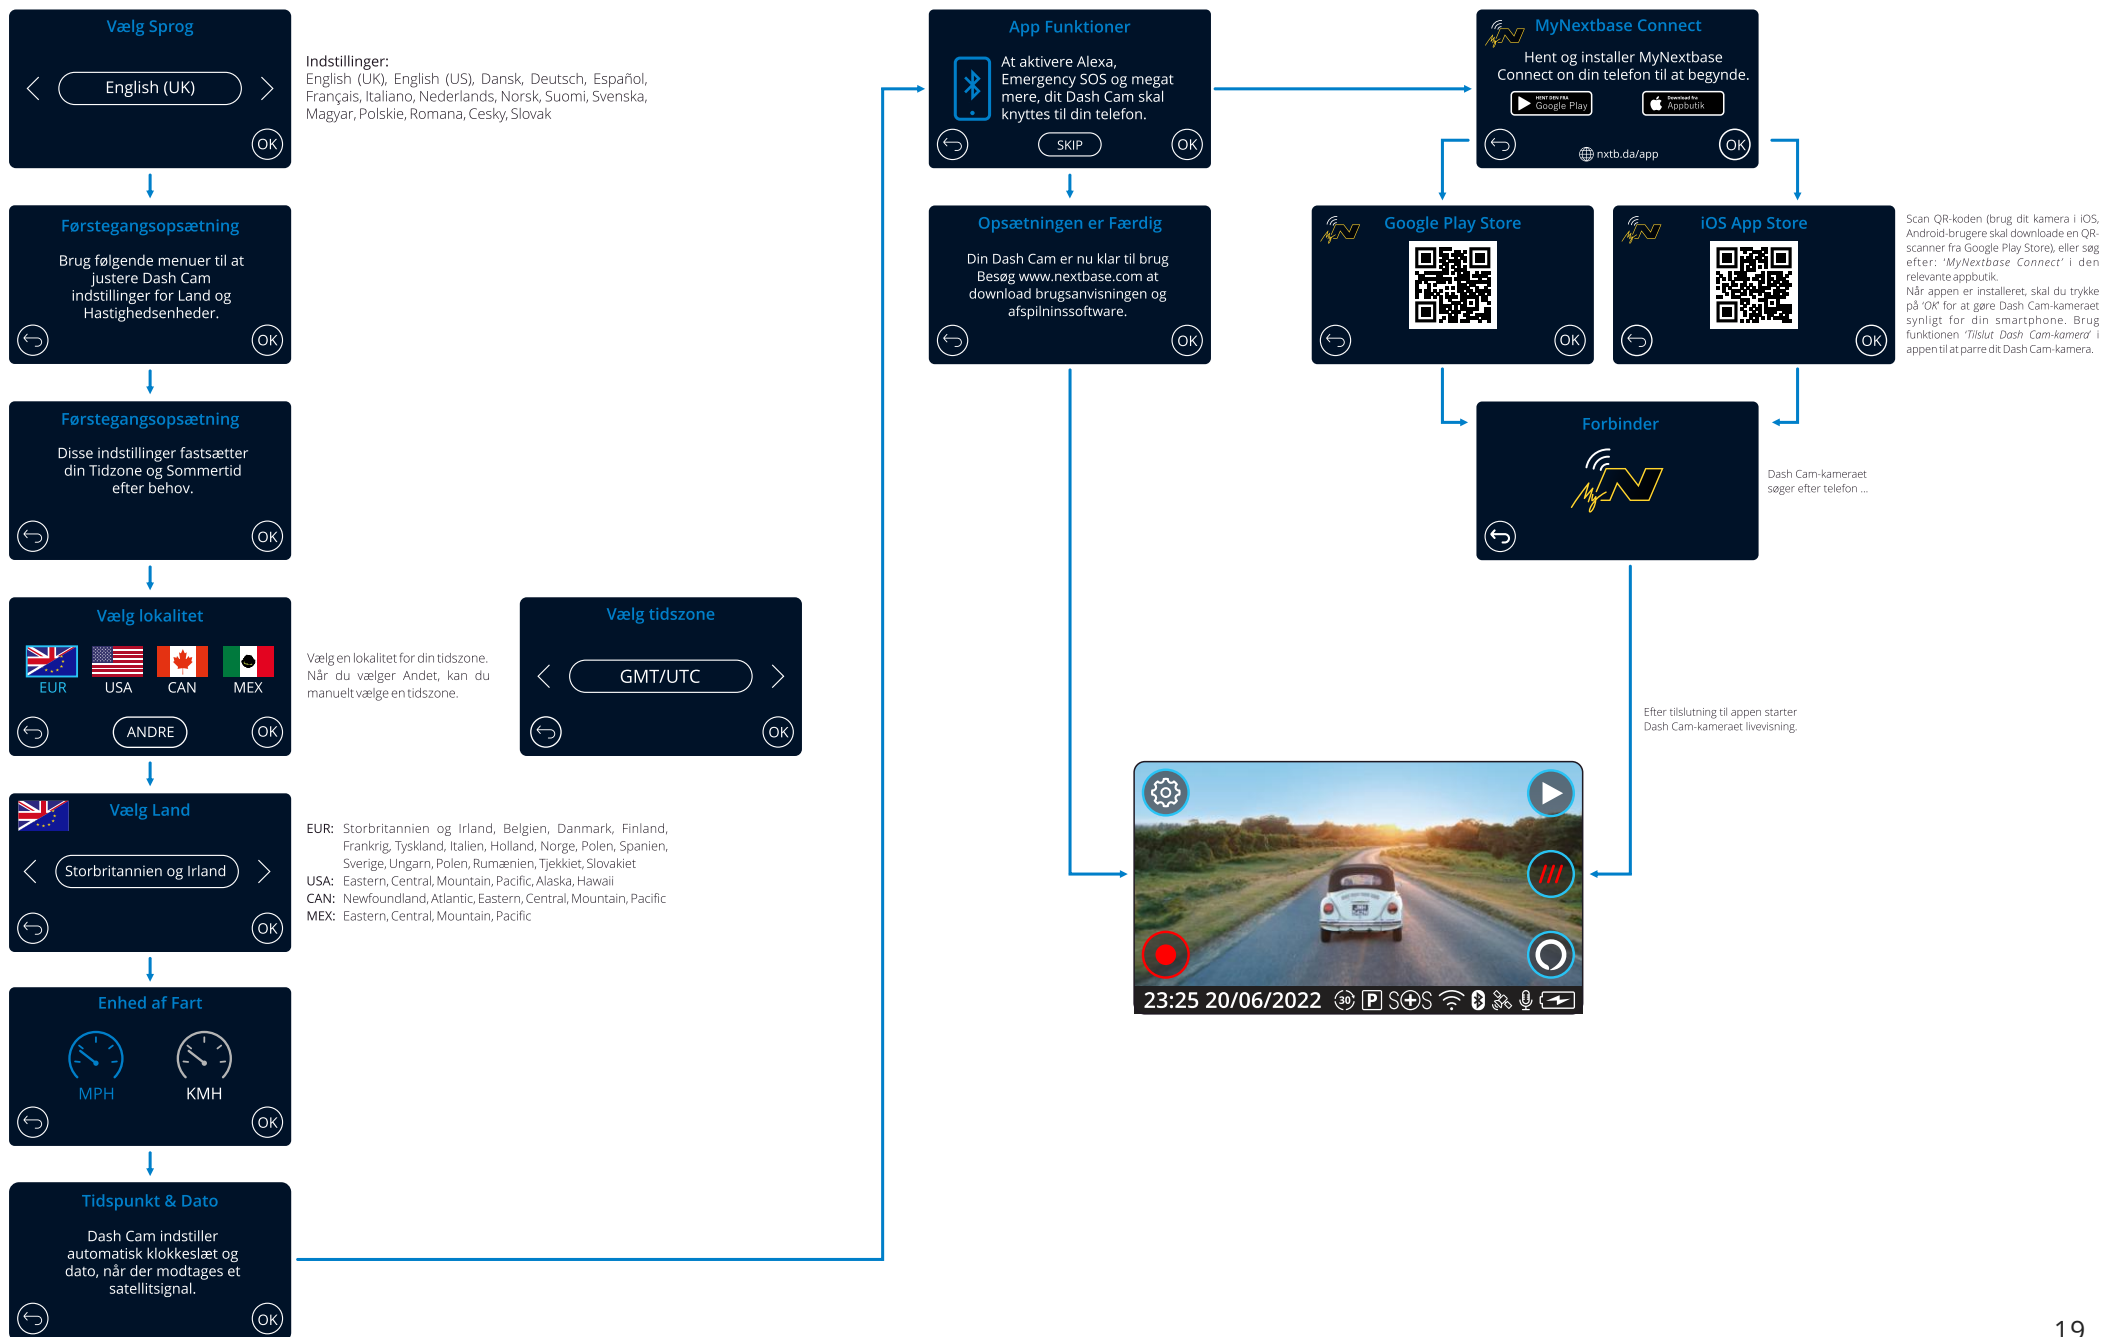 Vælg Sprog
English (UK)
OK
Indstillinger:
English (UK), English (US), Dansk, Deutsch, Español,
Français, Italiano, Nederlands, Norsk, Suomi, Svenska,
Magyar, Polskie, Romana, Cesky, Slovak
Førstegangsopsætning
Brug følgende menuer til at
justere Dash Cam
indstillinger for Land og
Hastighedsenheder.
OK
Førstegangsopsætning
Disse indstillinger fastsætter
din Tidzone og Sommertid
efter behov.
OK
Vælg lokalitet
EUR USA CAN MEX
ANDRE
OK
Vælg en lokalitet for din tidszone.
Når du vælger Andet, kan du
manuelt vælge en tidszone.
Vælg tidszone
GMT/UTC
OK
Vælg Land
Storbritannien og Irland
OK
EUR: Storbritannien og Irland, Belgien, Danmark, Finland,
Frankrig, Tyskland, Italien, Holland, Norge, Polen, Spanien,
Sverige, Ungarn, Polen, Rumænien, Tjekkiet, Slovakiet
USA: Eastern, Central, Mountain, Pacific, Alaska, Hawaii
CAN: Newfoundland, Atlantic, Eastern, Central, Mountain, Pacific
MEX: Eastern, Central, Mountain, Pacific
Enhed af Fart
MPH KMH
OK
Tidspunkt & Dato
Dash Cam indstiller
automatisk klokkeslæt og
dato, når der modtages et
satellitsignal.
OK
App Funktioner
At aktivere Alexa,
Emergency SOS og megat
mere, dit Dash Cam skal
knyttes til din telefon.
SKIP
OK
Opsætningen er Færdig
Din Dash Cam er nu klar til brug
Besøg www.nextbase.com at
download brugsanvisningen og
afspilninssoftware.
OK
My N
MyNextbase Connect
Hent og installer MyNextbase
Connect on din telefon til at begynde.
HENT DEN FRA
Google Play
Download fra
Appbutik
nxtb.da/app
OK
My N
Google Play Store
OK
My N
iOS App Store
OK
Scan QR-koden (brug dit kamera i iOS,
Android-brugere skal downloade en QR-
scanner fra Google Play Store), eller søg
efter: ‘MyNextbase Connect’ i den
relevante appbutik.
Når appen er installeret, skal du trykke
på ‘OK’ for at gøre Dash Cam-kameraet
synligt for din smartphone. Brug
funktionen ‘Tilslut Dash Cam-kamera’ i
appen til at parre dit Dash Cam-kamera.
Forbinder
My N
Dash Cam-kameraet
søger efter telefon ...
Efter tilslutning til appen starter
Dash Cam-kameraet livevisning.
23:25 20/06/2022 30 P SOS
19